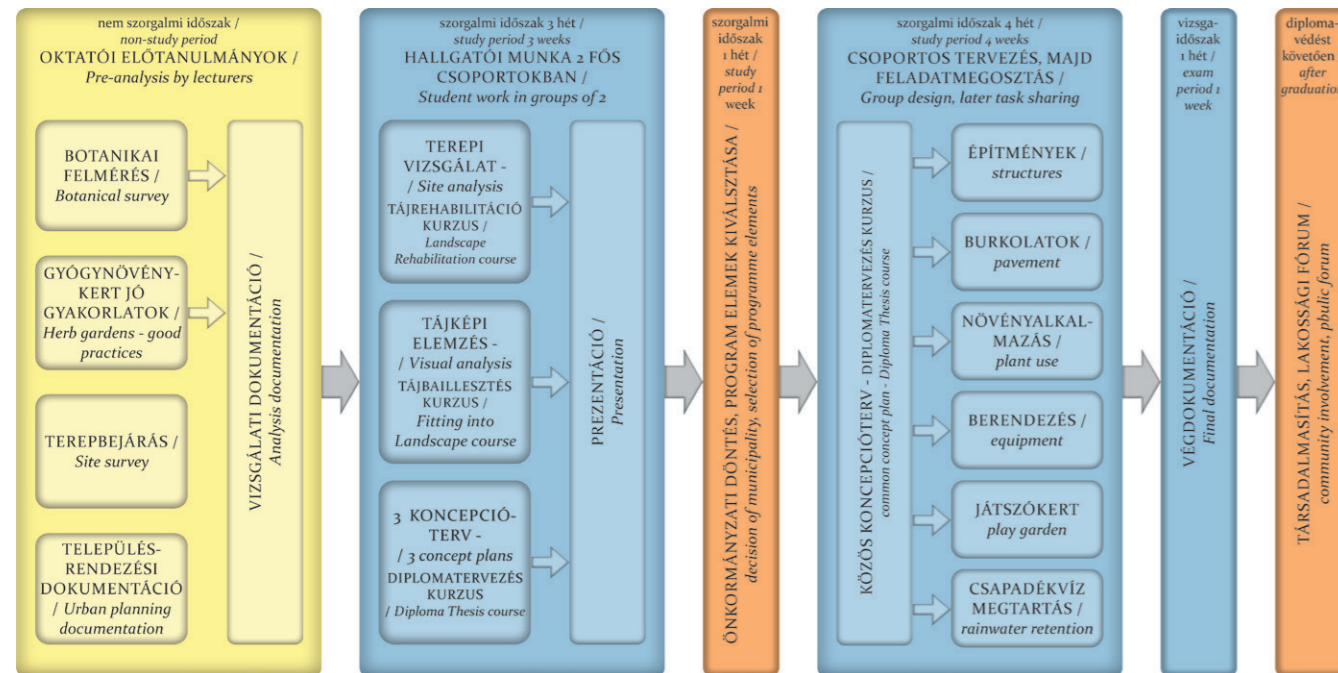 nem szorgalmi időszak /
non-study period
OKTATÓI ELŐTANULMÁNYOK /
Pre-analysis by lecturers
BOTANIKAI
FELMÉRÉS /
Botanical survey
GYÓGYNÖVÉNY-
KERT JÓ
GYAKORLATOK /
Herb gardens - good
practices
TEREPBEJÁRÁS /
Site survey
TELEPÜLÉS-
RENDEZÉSI
DOKUMENTÁCIÓ
/ Urban planning
documentation
VIZSGÁLATI DOKUMENTÁCIÓ /
Analysis documentation
szorgalmi időszak 3 hét /
study period 3 weeks
HALLGATÓI MUNKA 2 FŐS
CSOPORTOKBAN /
Student work in groups of 2
TEREPI
VIZSGÁLAT -
/ Site analysis
TÁJREHABILITÁCIÓ
KURZUS /
Landscape
Rehabilitation course
TÁJKÉPI
ELEMZÉS -
/ Visual analysis
TÁJBAILLESZTÉS
KURZUS /
Fitting into
Landscape course
3 KONCEPCIÓ-
TERV -
/ 3 concept plans
DIPLOMATERVEZÉS
KURZUS
/ Diploma Thesis course
PREZENTÁCIÓ /
Presentation
szorgalmi
időszak
1 hét /
study
period 1
week
ÖNKORMÁNYZATI DÖNTÉS, PROGRAM ELEMEK KIVÁLSZTÁSA /
decision of municipality, selection of programme elements
szorgalmi időszak 4 hét /
study period 4 weeks
CSOPORTOS TERVEZÉS, MAJD
FELADATMEGOSZTÁS /
Group design, later task sharing
KÖZÖS KONCEPCIÓTERV - DIPLOMATERVEZÉS KURZUS /
common concept plan - Diploma Thesis course
ÉPÍTMÉNYEK /
structures
BURKOLATOK /
pavement
NÖVÉNYALKAL-
MAZÁS /
plant use
BERENDEZÉS /
equipment
JÁTSZÓKERT
play garden
CSAPADÉKVÍZ
MEGTARTÁS /
rainwater retention
vizsga-
időszak
1 hét /
exam
period 1
week
VÉGDOKUMENTÁCIÓ /
Final documentation
diploma-
védést
követően
after
graduation
TÁRSADALMASÍTÁS, LAKOSSÁGI FÓRUM /
community involvement, pbulic forum